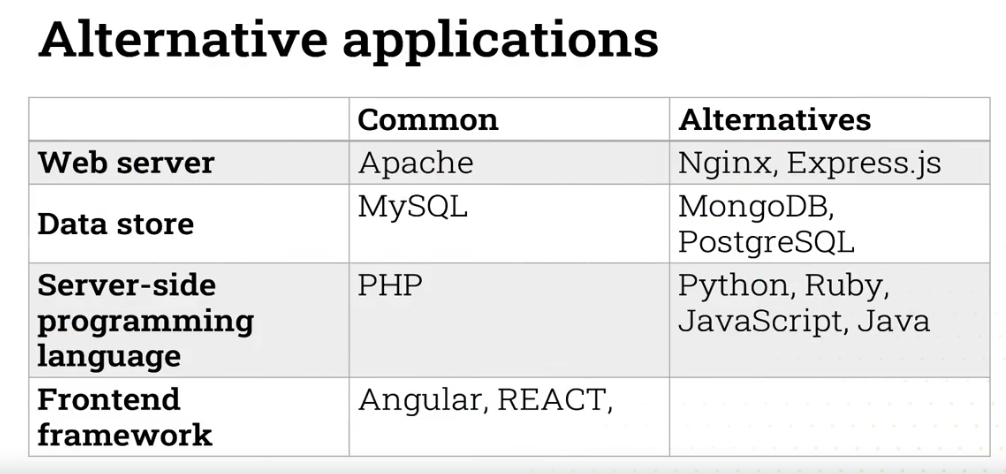 Alternative applications
Common Alternatives
Web server Apache Nginx, Express.js
Data store MySQL MongoDB,
PostgreSQL
Server-side PHP Python, Ruby,
programming JavaScript, Java
language
Frontend Angular, REACT,
framework